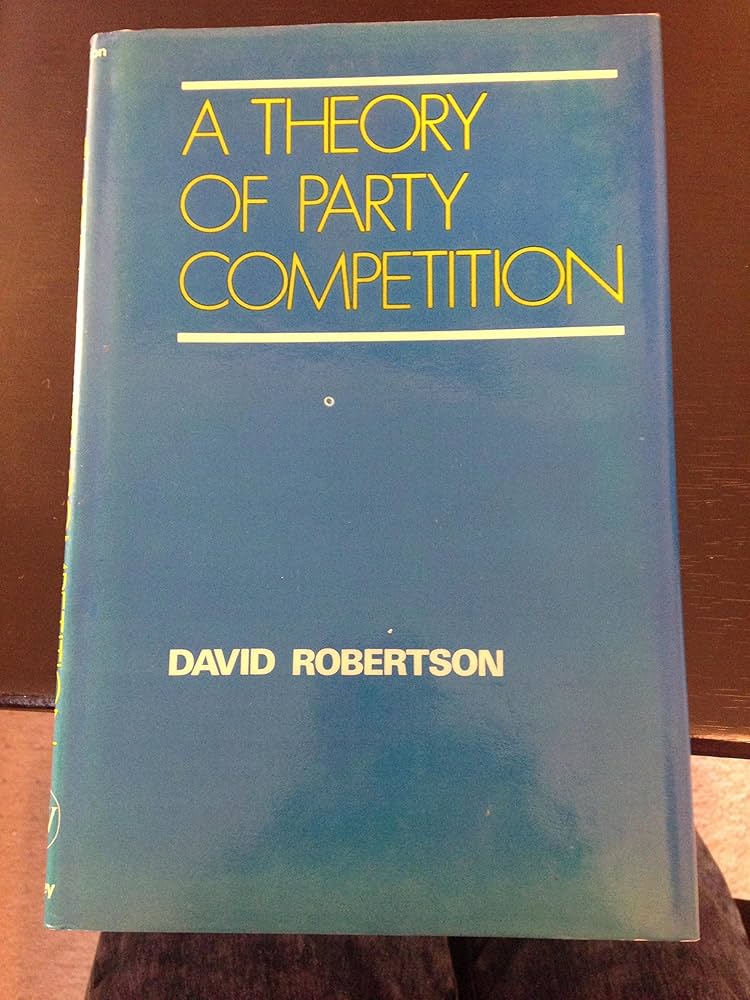 A THEORY
OF PARTY
COMPETITION
DAVID ROBERTSON